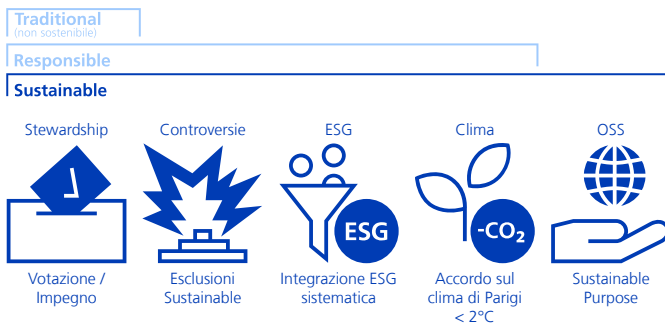 Traditional
(non sostenibile)
Responsible
Sustainable
Stewardship
Controversie
ESG
Clima
OSS
ESG
-CO₂
Votazione /
Impegno
Esclusioni
Sustainable
Integrazione ESG
sistematica
Accordo sul
clima di Parigi
< 2°C
Sustainable
Purpose